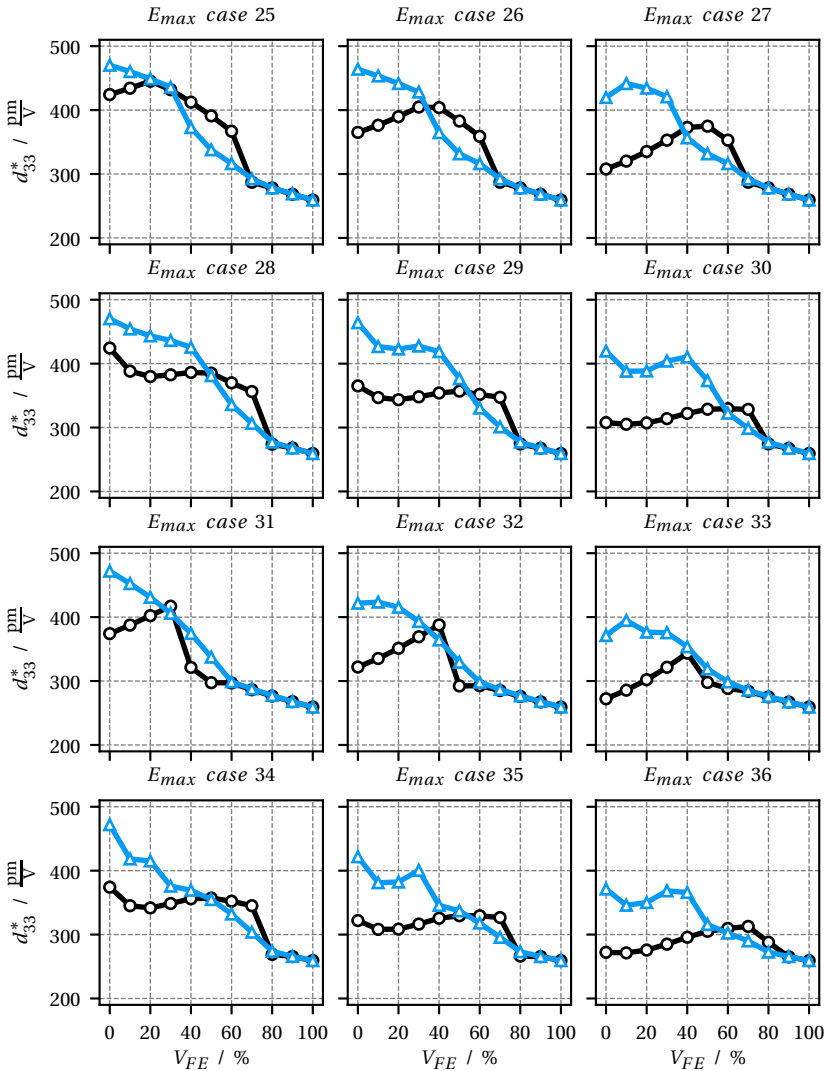 E_max case 25 E_max case 26 E_max case 27
500
400
300
200
d*_33 / pm/V
E_max case 28 E_max case 29 E_max case 30
500
400
300
200
d*_33 / pm/V
E_max case 31 E_max case 32 E_max case 33
500
400
300
200
d*_33 / pm/V
E_max case 34 E_max case 35 E_max case 36
500
400
300
200
d*_33 / pm/V
0 20 40 60 80 100 0 20 40 60 80 100 0 20 40 60 80 100
V_FE / % V_FE / % V_FE / %